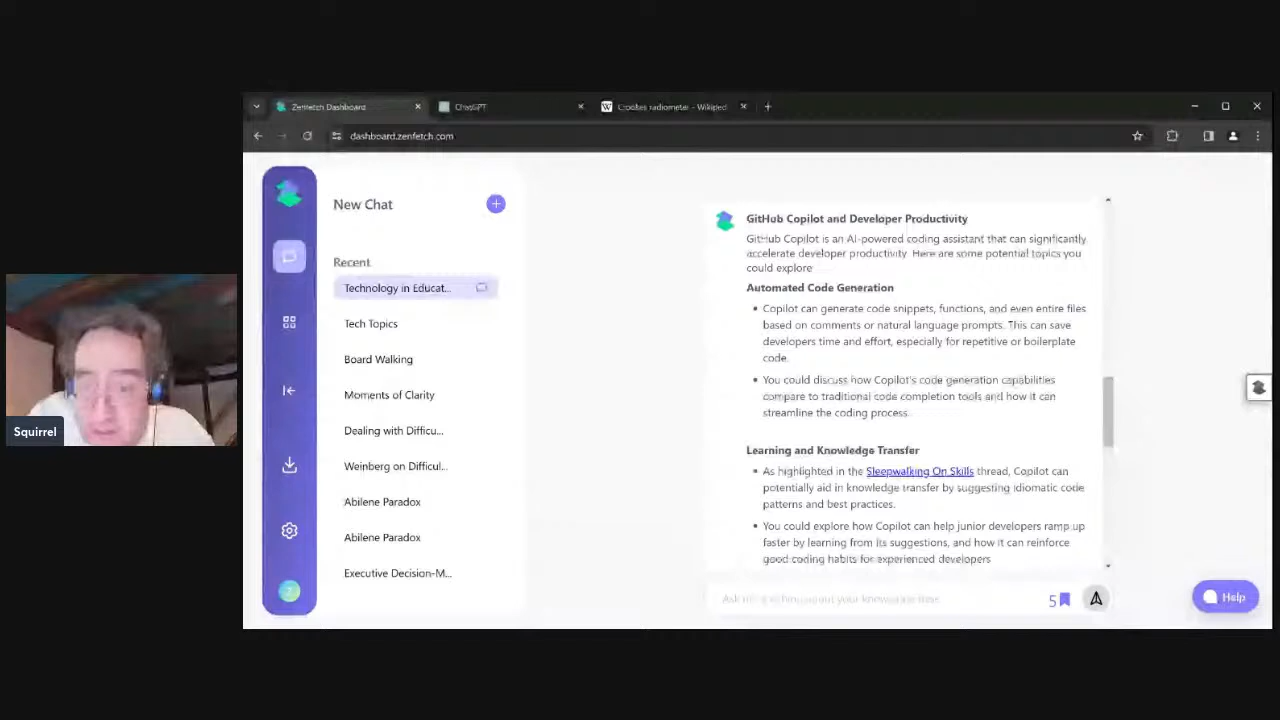 Zenfetch Dashboard
ChatGPT
Crookes radiometer - Wikiped
dashboard.zenfetch.com
New Chat
Recent
Technology in Educat...
Tech Topics
Board Walking
Moments of Clarity
Dealing with Difficu...
Weinberg on Difficul...
Abilene Paradox
Abilene Paradox
Executive Decision-M...
GitHub Copilot and Developer Productivity
GitHub Copilot is an AI-powered coding assistant that can significantly
accelerate developer productivity. Here are some potential topics you
could explore
Automated Code Generation
Copilot can generate code snippets, functions, and even entire files
based on comments or natural language prompts. This can save
developers time and effort, especially for repetitive or boilerplate
code.
You could discuss how Copilot's code generation capabilities
compare to traditional code completion tools and how it can
streamline the coding process.
Learning and Knowledge Transfer
As highlighted in the Sleepwalking On Skills thread, Copilot can
potentially aid in knowledge transfer by suggesting idiomatic code
patterns and best practices.
You could explore how Copilot can help junior developers ramp up
faster by learning from its suggestions, and how it can reinforce
good coding habits for experienced developers
5
Help
Squirrel